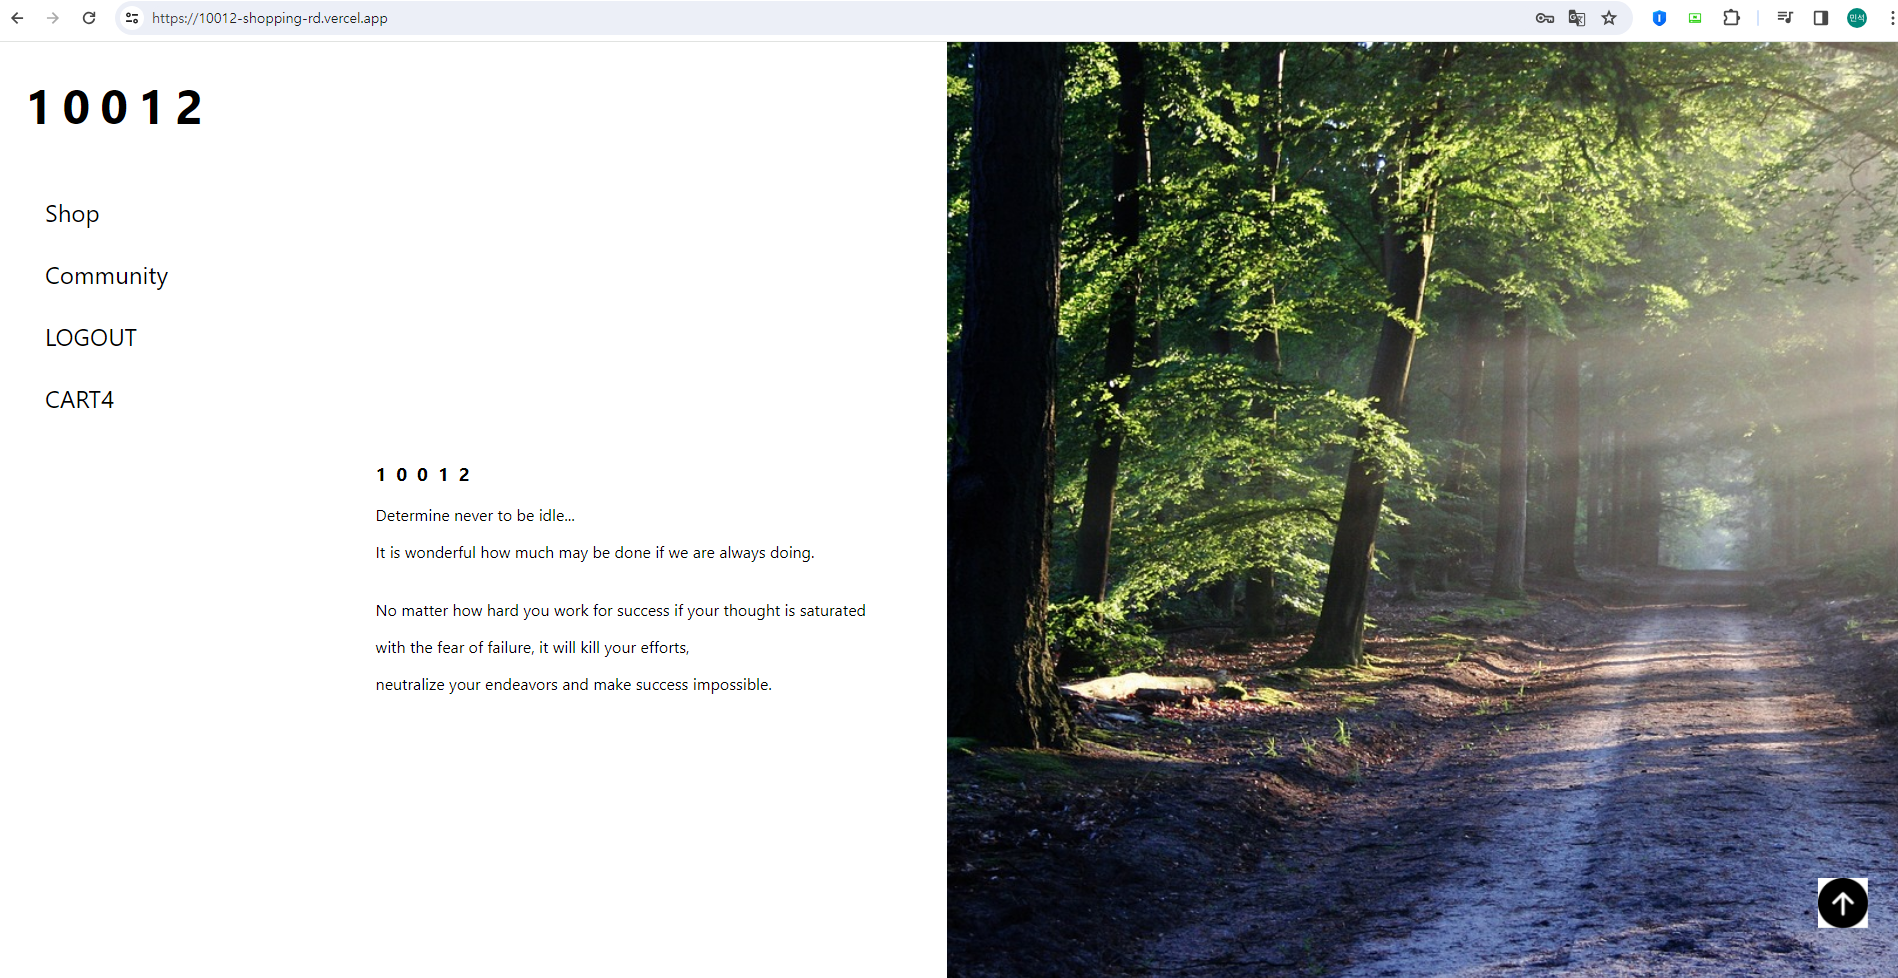 https://10012-shopping-rd.vercel.app
민석
10012
Shop
Community
LOGOUT
CART4
10012
Determine never to be idle...
It is wonderful how much may be done if we are always doing.
No matter how hard you work for success if your thought is saturated
with the fear of failure, it will kill your efforts,
neutralize your endeavors and make success impossible.